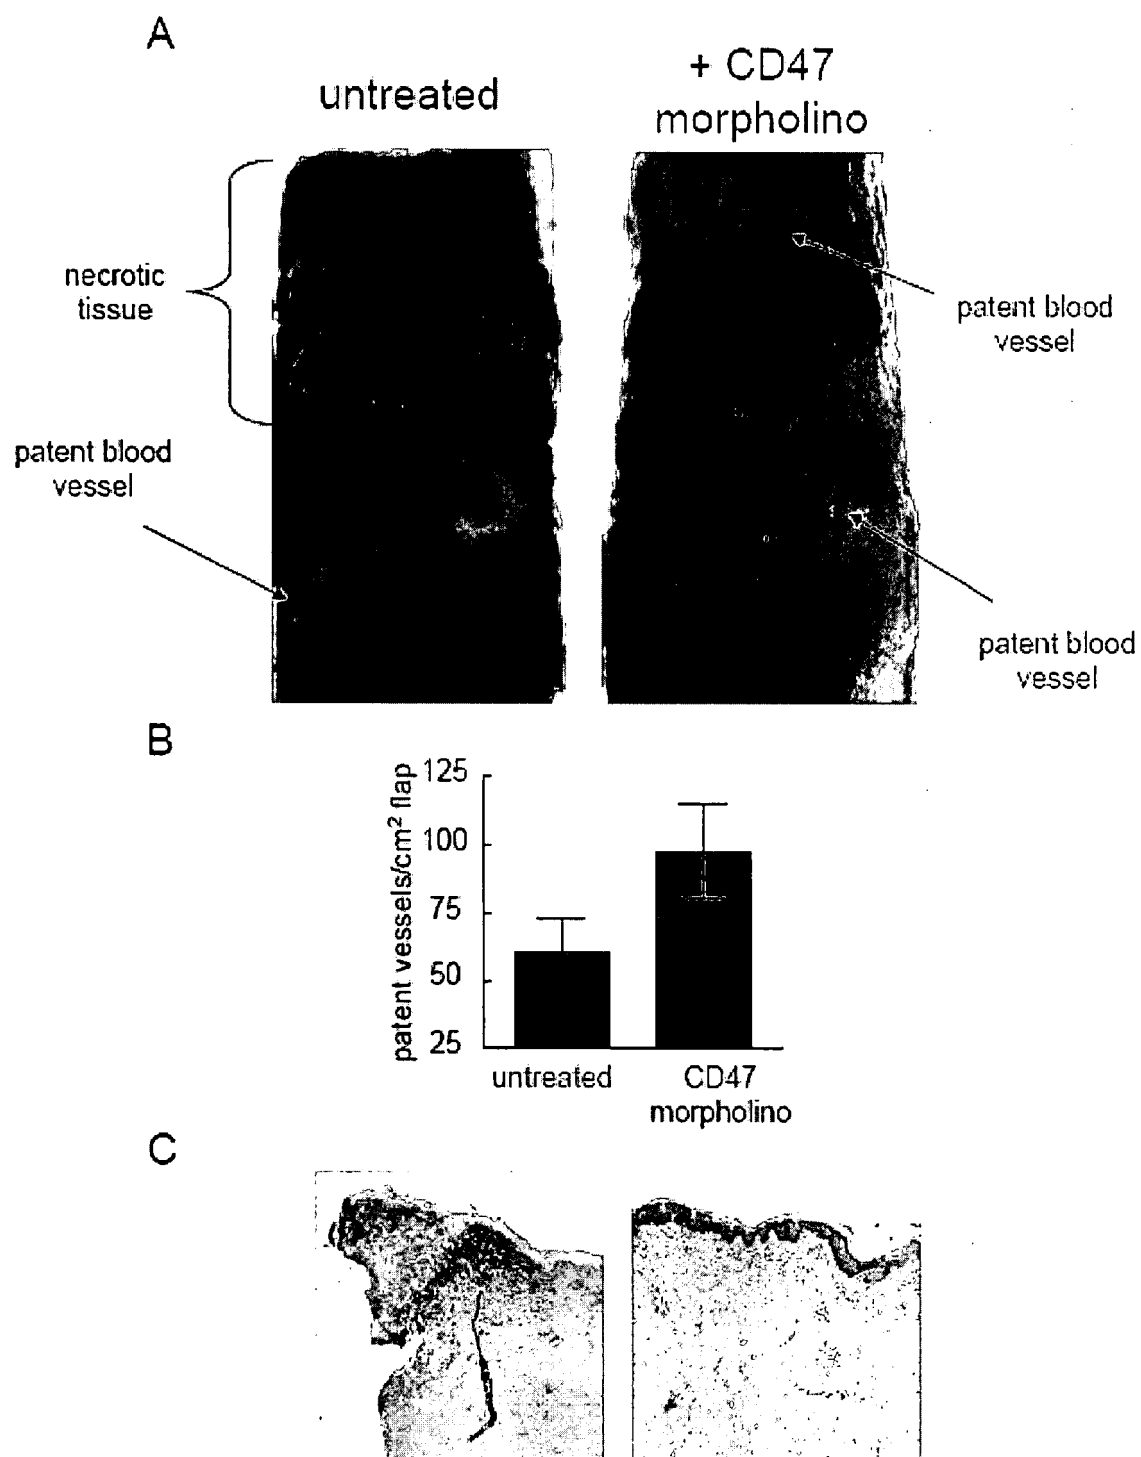 A
untreated
+ CD47
morpholino
necrotic
tissue
patent blood
vessel
patent blood
vessel
patent blood
vessel
B
patent vessels/cm² flap
125
100
75
50
25
untreated
CD47
morpholino
C